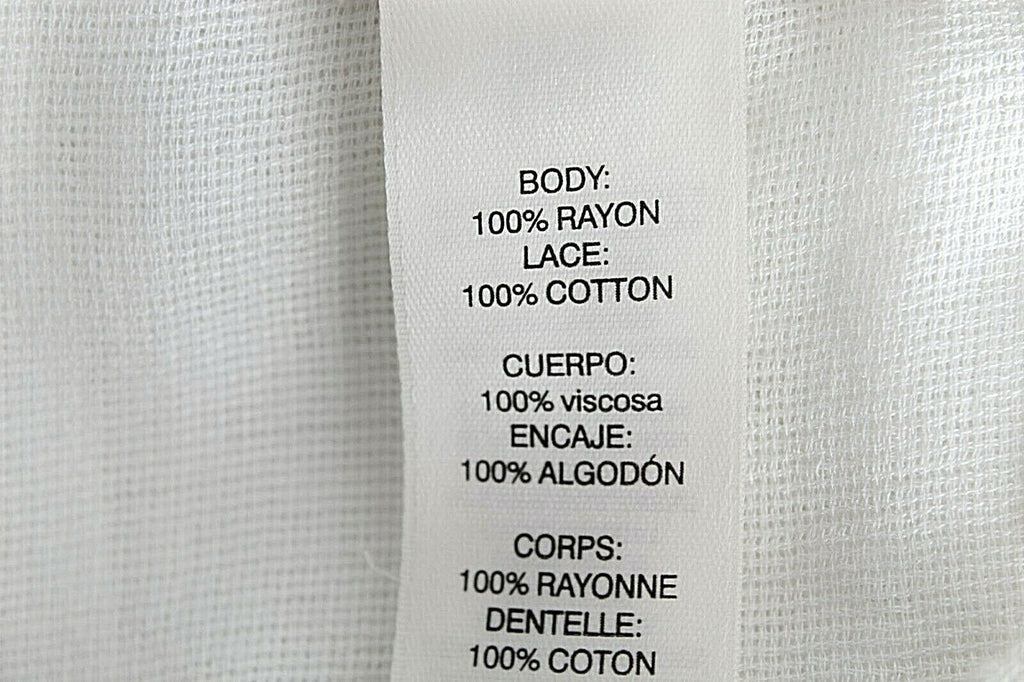 BODY:
100% RAYON
LACE:
100% COTTON
CUERPO:
100% viscosa
ENCAJE:
100% ALGODÓN
CORPS:
100% RAYONNE
DENTELLE:
100% COTON